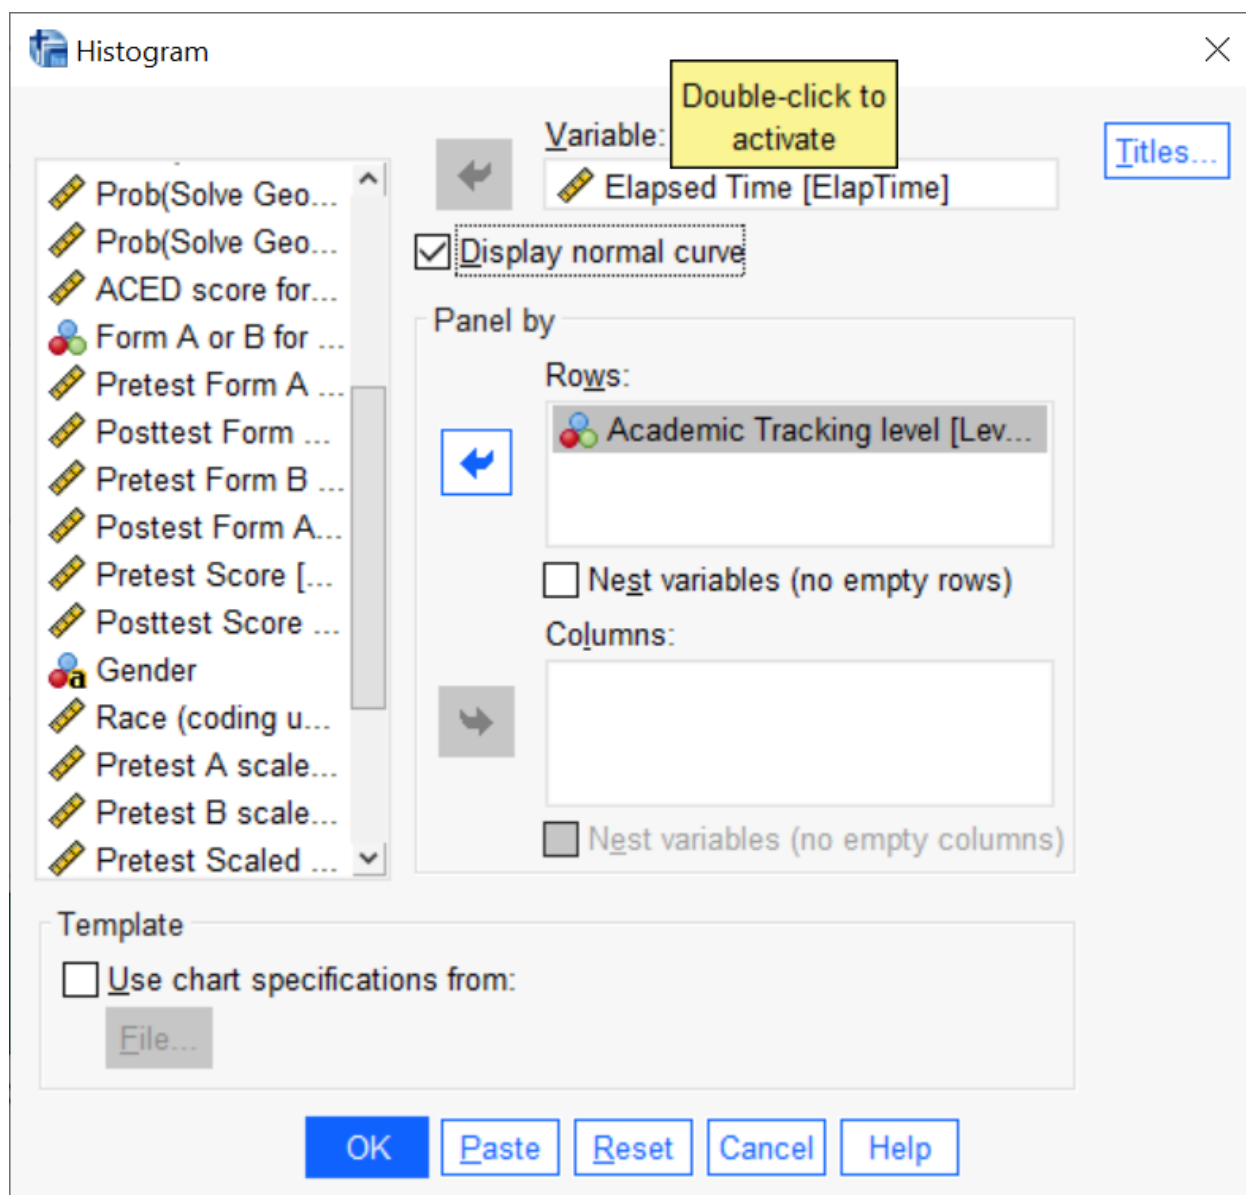 Histogram
Double-click to
activate
Variable:
Titles...
Elapsed Time [ElapTime]
Display normal curve
Prob(Solve Geo...
Prob(Solve Geo...
ACED score for...
Form A or B for ...
Pretest Form A ...
Posttest Form ...
Pretest Form B ...
Postest Form A...
Pretest Score [...
Posttest Score ...
Gender
Race (coding u...
Pretest A scale...
Pretest B scale...
Pretest Scaled ...
Panel by
Rows:
Academic Tracking level [Lev...
Nest variables (no empty rows)
Columns:
Nest variables (no empty columns)
Template
Use chart specifications from:
File...
OK
Paste
Reset
Cancel
Help